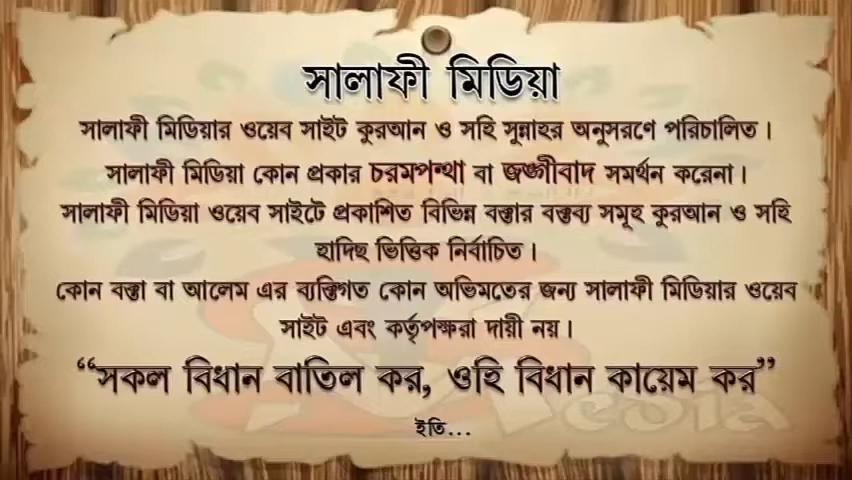 সালাফী মিডিয়া
সালাফী মিডিয়ার ওয়েব সাইট কুরআন ও সহি সুন্নাহর অনুসরণে পরিচালিত।
সালাফী মিডিয়া কোন প্রকার চরমপন্থা বা জঙ্গীবাদ সমর্থন করেনা।
সালাফী মিডিয়া ওয়েব সাইটে প্রকাশিত বিভিন্ন বক্তার বক্তব্য সমূহ কুরআন ও সহি
হাদিছ ভিত্তিক নির্বাচিত।
কোন বক্তা বা আলেম এর ব্যক্তিগত কোন অভিমতের জন্য সালাফী মিডিয়ার ওয়েব
সাইট এবং কর্তৃপক্ষরা দায়ী নয়।
“সকল বিধান বাতিল কর, ওহি বিধান কায়েম কর”
ইতি...